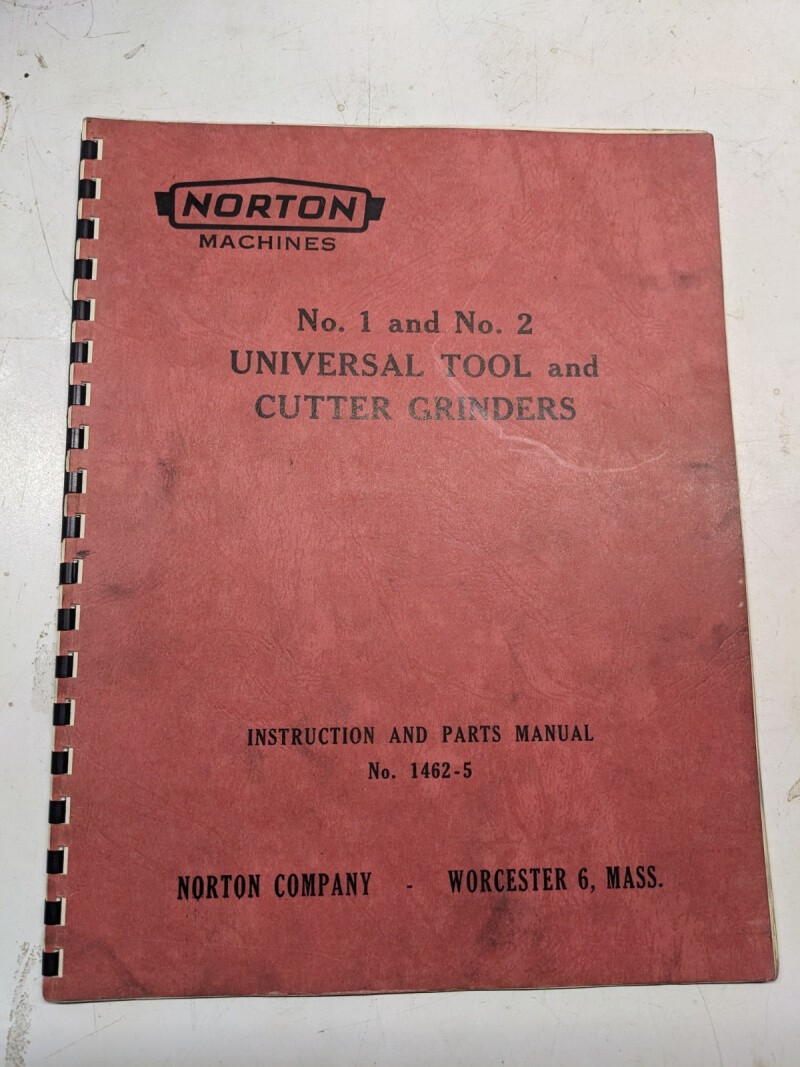 NORTON
MACHINES
No. 1 and No. 2
UNIVERSAL TOOL and
CUTTER GRINDERS
INSTRUCTION AND PARTS MANUAL
No. 1462-5
NORTON COMPANY - WORCESTER 6, MASS.